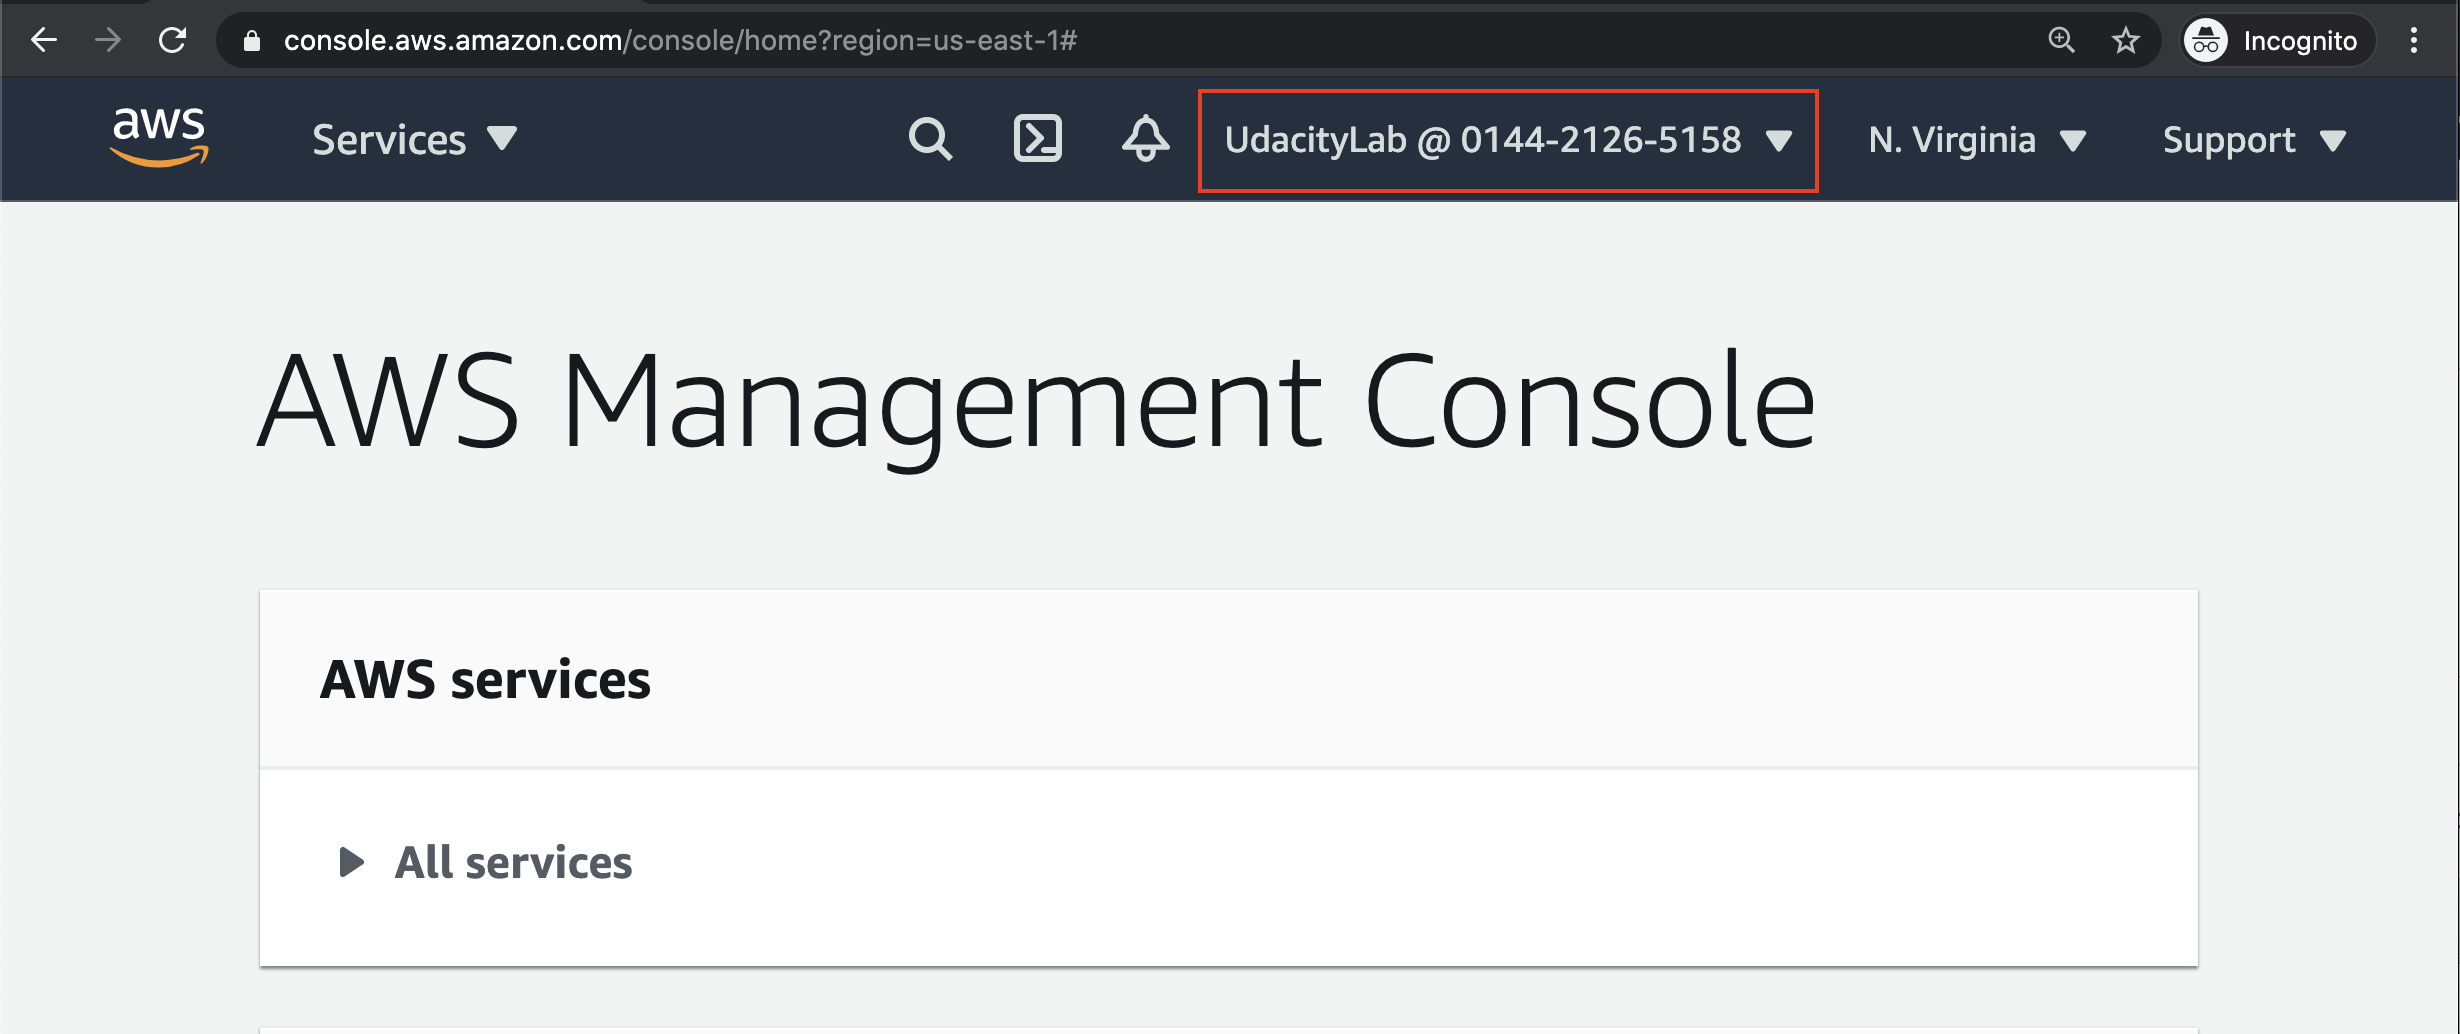 console.aws.amazon.com/console/home?region=us-east-1#
Incognito
aws
Services
UdacityLab @ 0144-2126-5158
N. Virginia
Support
AWS Management Console
AWS services
All services